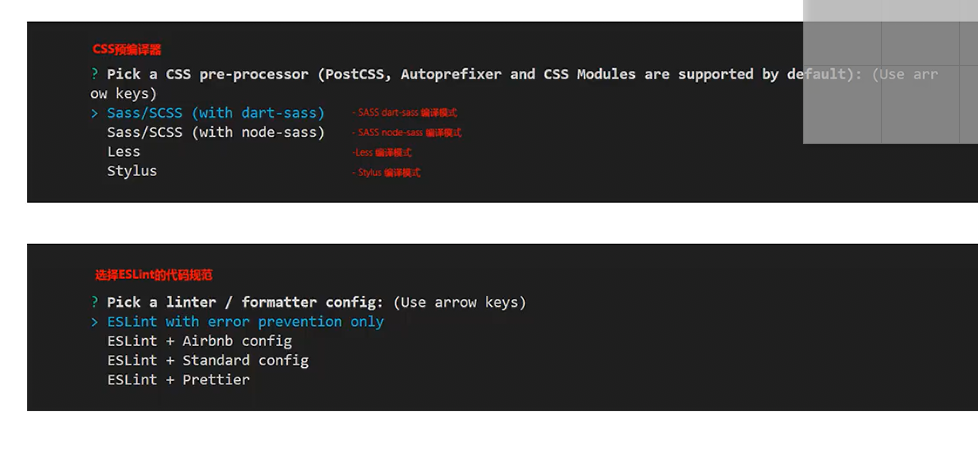 CSS预编译器
? Pick a CSS pre-processor (PostCSS, Autoprefixer and CSS Modules are supported by default): (Use arr
ow keys)
> Sass/SCSS (with dart-sass) - SASS dart-sass 编译模式
Sass/SCSS (with node-sass) - SASS node-sass 编译模式
Less -Less 编译模式
Stylus - Stylus 编译模式
选择ESLint的代码规范
? Pick a linter / formatter config: (Use arrow keys)
> ESLint with error prevention only
ESLint + Airbnb config
ESLint + Standard config
ESLint + Prettier